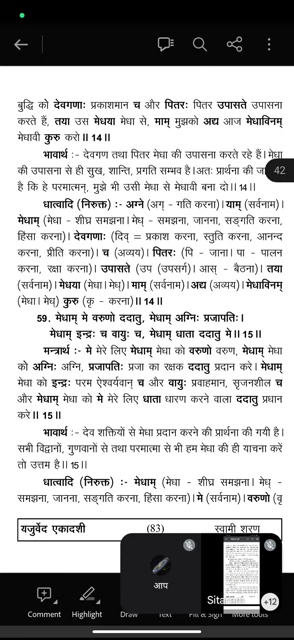 बुद्धि को देवगणाः प्रकाशमान च और पितरः पितर उपासते उपासना
करते हैं, तया उस मेधया मेधा से, माम् मुझको अद्य आज मेधाविनम्
मेधावी कुरु करो॥14॥
भावार्थ :- देवगण तथा पितर मेधा की उपासना करते रहे हैं। मेधा
की उपासना से ही सुख, शान्ति, प्रगति सम्भव है। अतः प्रार्थना की जा
है कि हे परमात्मन्, मुझे भी उसी मेधा से मेधावी बना दो॥14॥
42
धात्वादि (निरुक्त) :- अग्ने (अग् - गति करना)। याम् (सर्वनाम)।
मेधाम् (मेधा - शीघ्र समझना। मेध् - समझना, जानना, सङ्गति करना,
हिंसा करना)। देवगणाः (दिव् = प्रकाश करना, स्तुति करना, आनन्द
करना, प्रीति करना)। च (अव्यय)। पितरः (पि - जाना। पा - पालन
करना, रक्षा करना)। उपासते (उप (उपसर्ग)। आस् - बैठना)। तया
(सर्वनाम)। मेधया (मेधा। मेध्)। माम् (सर्वनाम)। अद्य (अव्यय)। मेधाविनम्
(मेधा। मेध्) कुरु (कृ - करना)॥14॥
59. मेधाम् मे वरुणो ददातु, मेधाम् अग्निः प्रजापतिः।
मेधाम् इन्द्रः च वायुः च, मेधाम् धाता ददातु मे॥15॥
मन्त्रार्थ :- मे मेरे लिए मेधाम् मेधा को वरुणो वरुण, मेधाम् मेधा
को अग्निः अग्नि, प्रजापतिः प्रजा का रक्षक ददातु प्रदान करे। मेधाम्
मेधा को इन्द्रः परम ऐश्वर्यवान् च और वायुः प्रवाहमान, सृजनशील च
और मेधाम् मेधा को मे मेरे लिए धाता धारण करने वाला ददातु प्रदान
करे॥15॥
भावार्थ :- देव शक्तियों से मेधा प्रदान करने की प्रार्थना की गयी है।
सभी विद्वानों, गुणवानों से तथा परमात्मा से भी हम मेधा की ही याचना करें
तो उत्तम है॥15॥
धात्वादि (निरुक्त) :- मेधाम् (मेधा - शीघ्र समझना। मेध् -
समझना, जानना, सङ्गति करना, हिंसा करना)। मे (सर्वनाम)। वरुणो (वृ
यजुर्वेद एकादशी (83) स्वामी शरण
आप
Sita
+12
Comment Highlight Draw Text Fill & Sign More tools